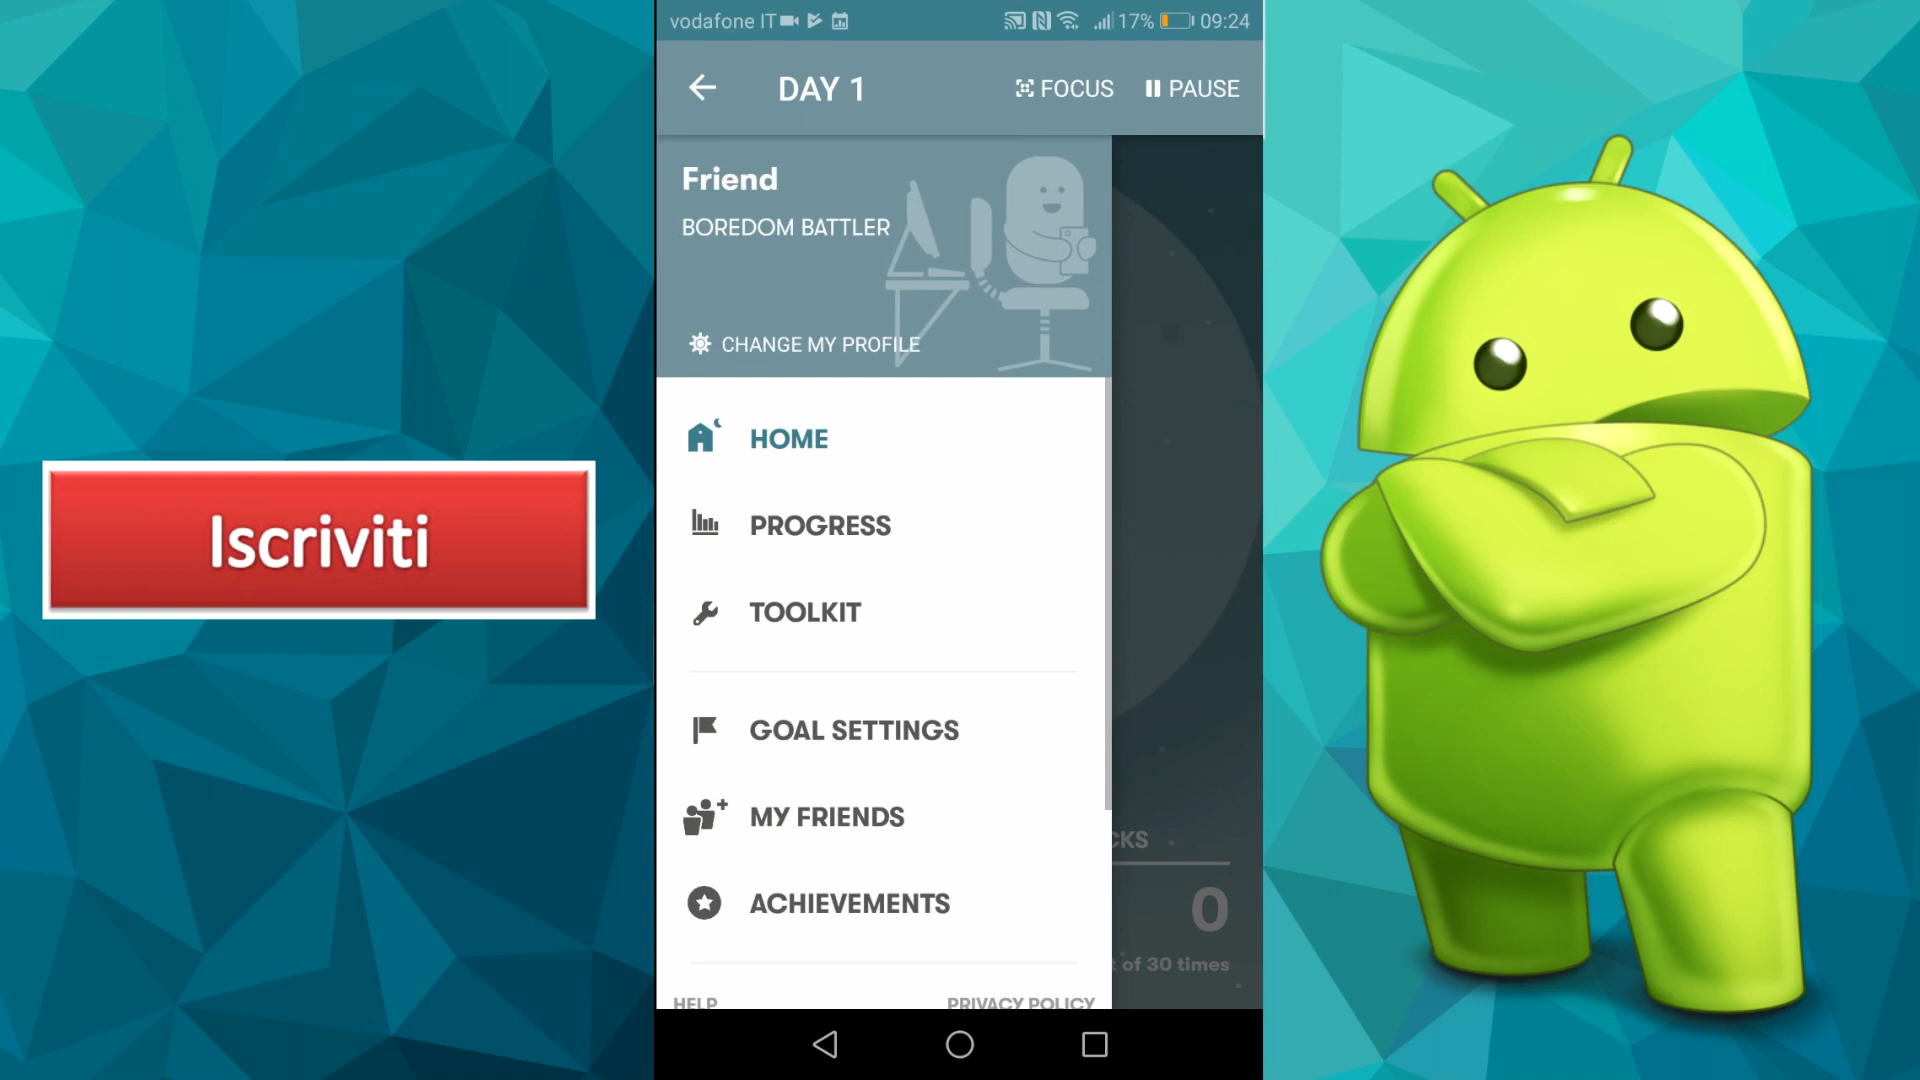 vodafone IT
17%
09:24
DAY 1
FOCUS
PAUSE
Friend
BOREDOM BATTLER
CHANGE MY PROFILE
HOME
PROGRESS
TOOLKIT
GOAL SETTINGS
MY FRIENDS
ACHIEVEMENTS
HELP
PRIVACY POLICY
0
of 30 times
Iscriviti